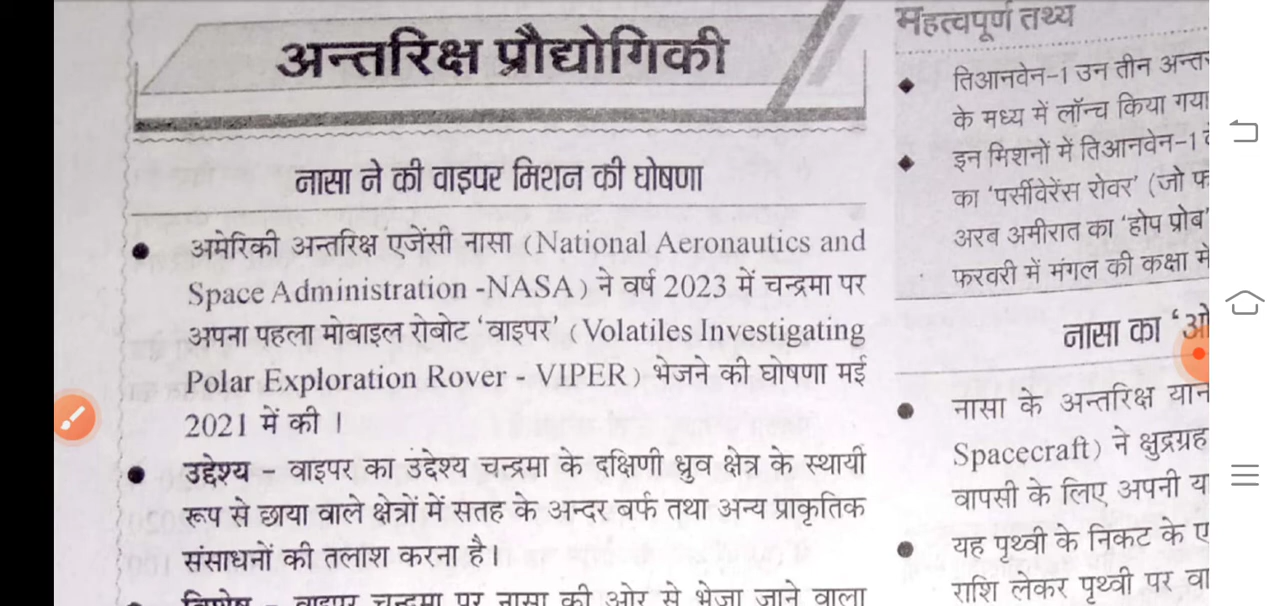 अन्तरिक्ष प्रौद्योगिकी
नासा ने की वाइपर मिशन की घोषणा
● अमेरिकी अन्तरिक्ष एजेंसी नासा (National Aeronautics and
Space Administration -NASA) ने वर्ष 2023 में चन्द्रमा पर
अपना पहला मोबाइल रोबोट ‘वाइपर’ (Volatiles Investigating
Polar Exploration Rover - VIPER) भेजने की घोषणा मई
2021 में की ।
● उद्देश्य – वाइपर का उद्देश्य चन्द्रमा के दक्षिणी ध्रुव क्षेत्र के स्थायी
रूप से छाया वाले क्षेत्रों में सतह के अन्दर बर्फ तथा अन्य प्राकृतिक
संसाधनों की तलाश करना है।
● विशेष – वाइपर चन्द्रमा पर नासा की ओर से भेजा जाने वाला
महत्वपूर्ण तथ्य
◆ तिआनवेन-1 उन तीन
के मध्य में लॉन्च किया गया
◆ इन मिशनों में तिआनवेन-1
का ‘पर्सीवेरेंस रोवर’ (जो
अरब अमीरात का ‘होप प्रोब’
फरवरी में मंगल की कक्षा
नासा का
● नासा के अन्तरिक्ष यान
Spacecraft) ने क्षुद्रग्रह
वापसी के लिए अपनी
● यह पृथ्वी के निकट के
राशि लेकर पृथ्वी पर